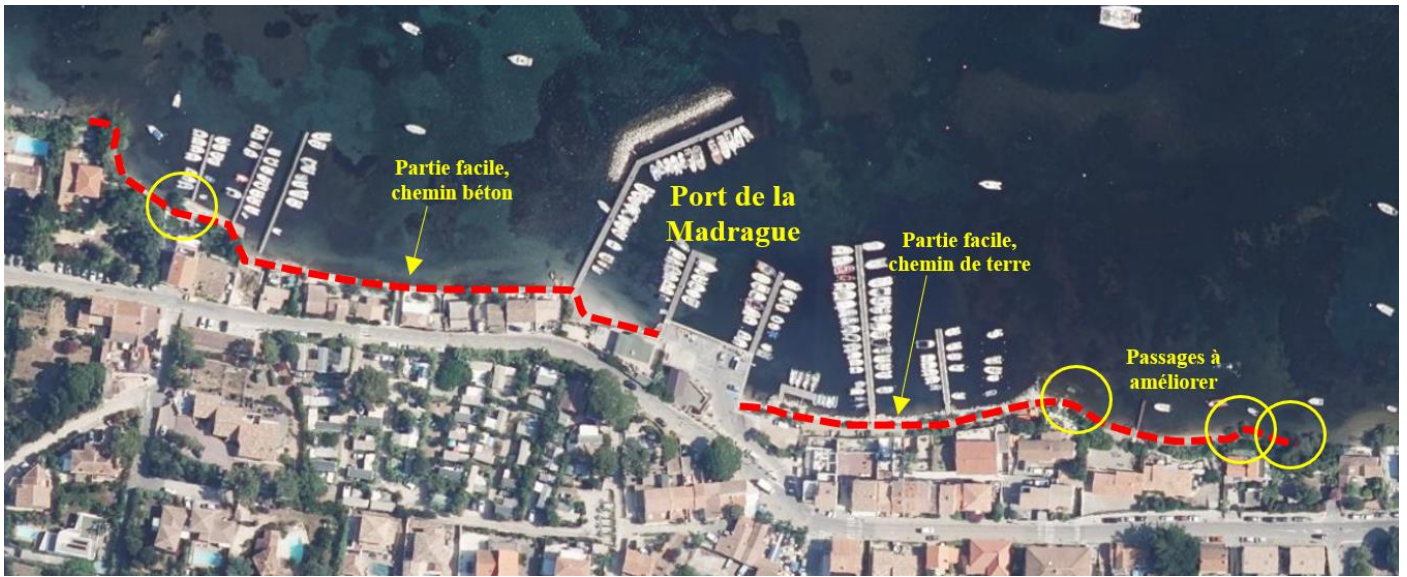 Partie facile,
chemin béton
Port de la
Madrague
Partie facile,
chemin de terre
Passages à
améliorer